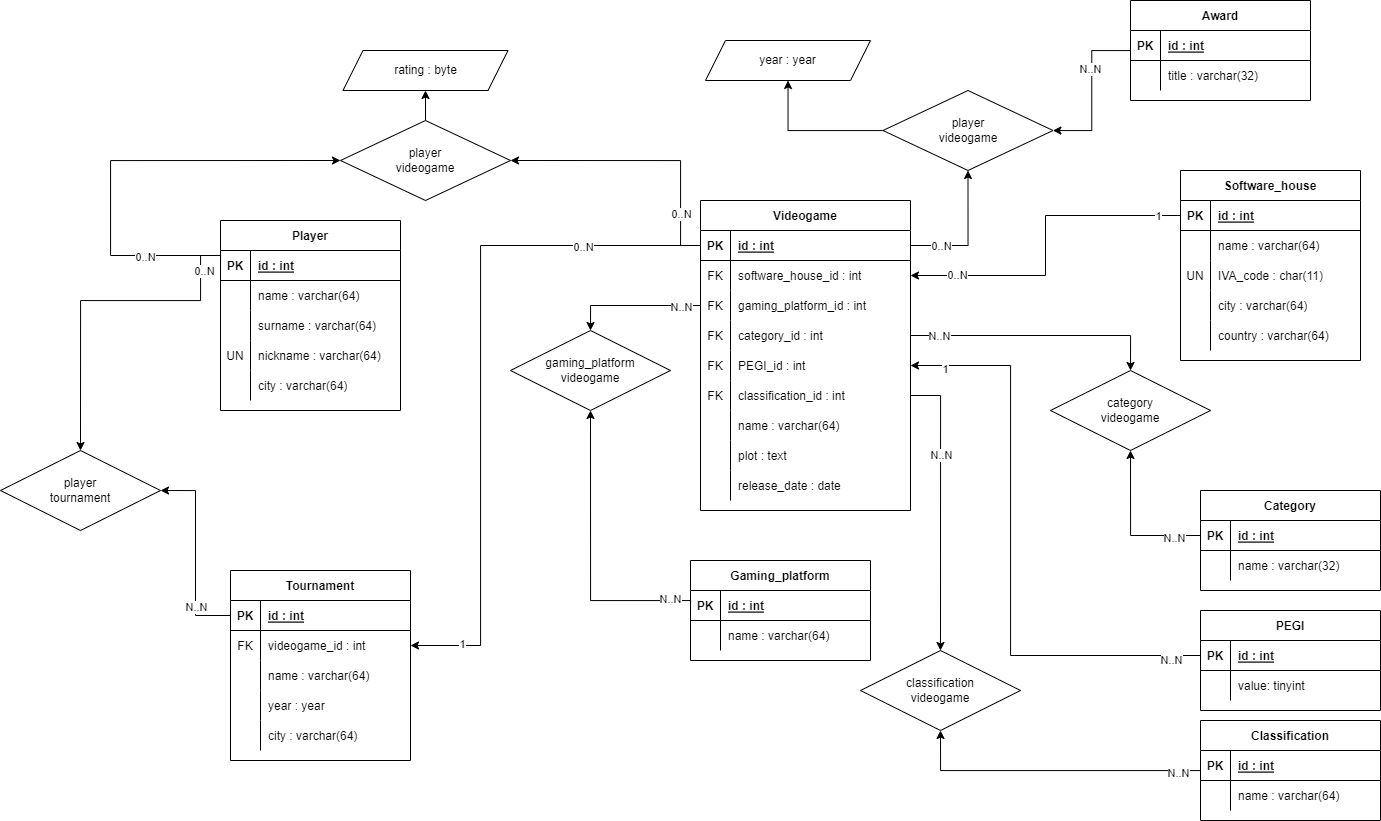 Award
PK id : int
title : varchar(32)
N..N
year : year
player
videogame
rating : byte
player
videogame
0..N
0..N
0..N
0..N
0..N
Player
PK id : int
name : varchar(64)
surname : varchar(64)
UN nickname : varchar(64)
city : varchar(64)
Videogame
PK id : int
FK software_house_id : int
FK gaming_platform_id : int
FK category_id : int
FK PEGI_id : int
FK classification_id : int
name : varchar(64)
plot : text
release_date : date
Software_house
PK id : int
name : varchar(64)
UN IVA_code : char(11)
city : varchar(64)
country : varchar(64)
1
0..N
N..N
gaming_platform
videogame
N..N
1
N..N
category
videogame
player
tournament
N..N
Tournament
PK id : int
FK videogame_id : int
name : varchar(64)
year : year
city : varchar(64)
1
N..N
Gaming_platform
PK id : int
name : varchar(64)
classification
videogame
N..N
Category
PK id : int
name : varchar(32)
N..N
PEGI
PK id : int
value: tinyint
N..N
Classification
PK id : int
name : varchar(64)